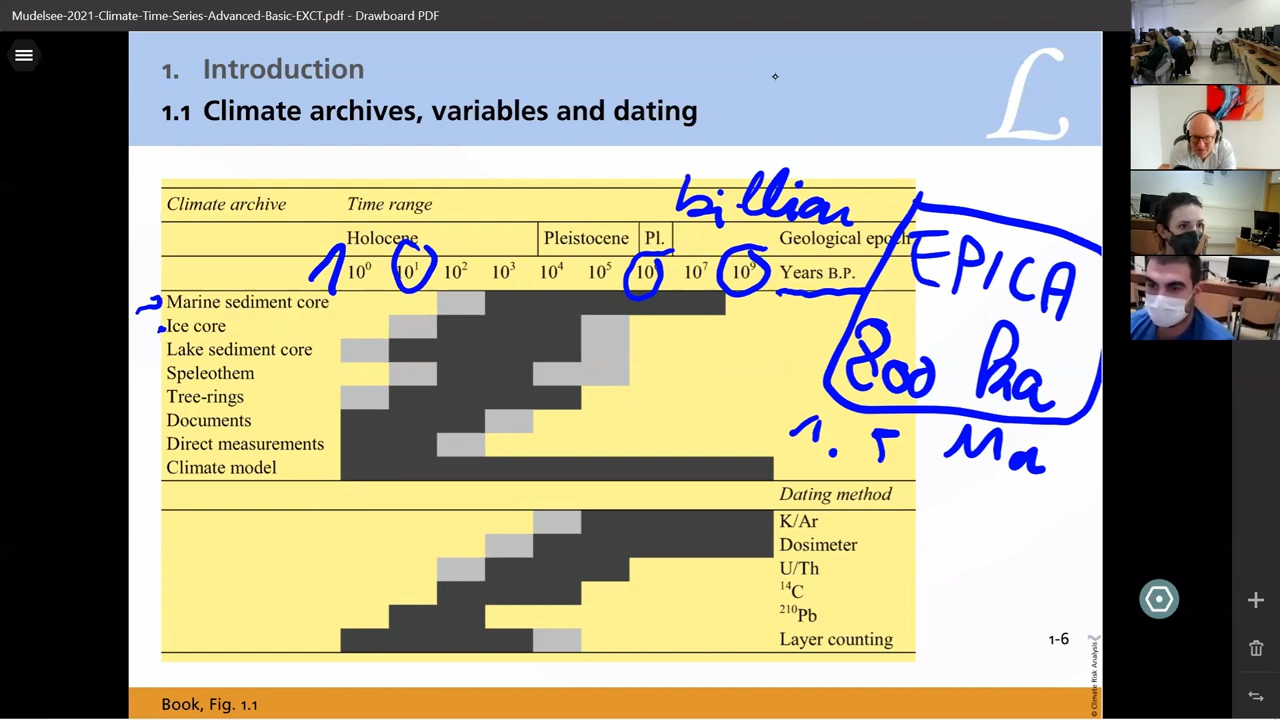 Mudelsee-2021-Climate-Time-Series-Advanced-Basic-EXCT.pdf - Drawboard PDF
1. Introduction
1.1 Climate archives, variables and dating
L
billion
Climate archive Time range
Holocene Pleistocene Pl. Geological epoch
1 10⁰ 10¹ 10² 10³ 10⁴ 10⁵ 10⁶ 10⁷ 10⁹ Years B.P.
EPICA
800 ka
1.5 Ma
Marine sediment core
Ice core
Lake sediment core
Speleothem
Tree-rings
Documents
Direct measurements
Climate model
Dating method
K/Ar
Dosimeter
U/Th
¹⁴C
²¹⁰Pb
Layer counting
1-6
© Climate Risk Analysis
Book, Fig. 1.1